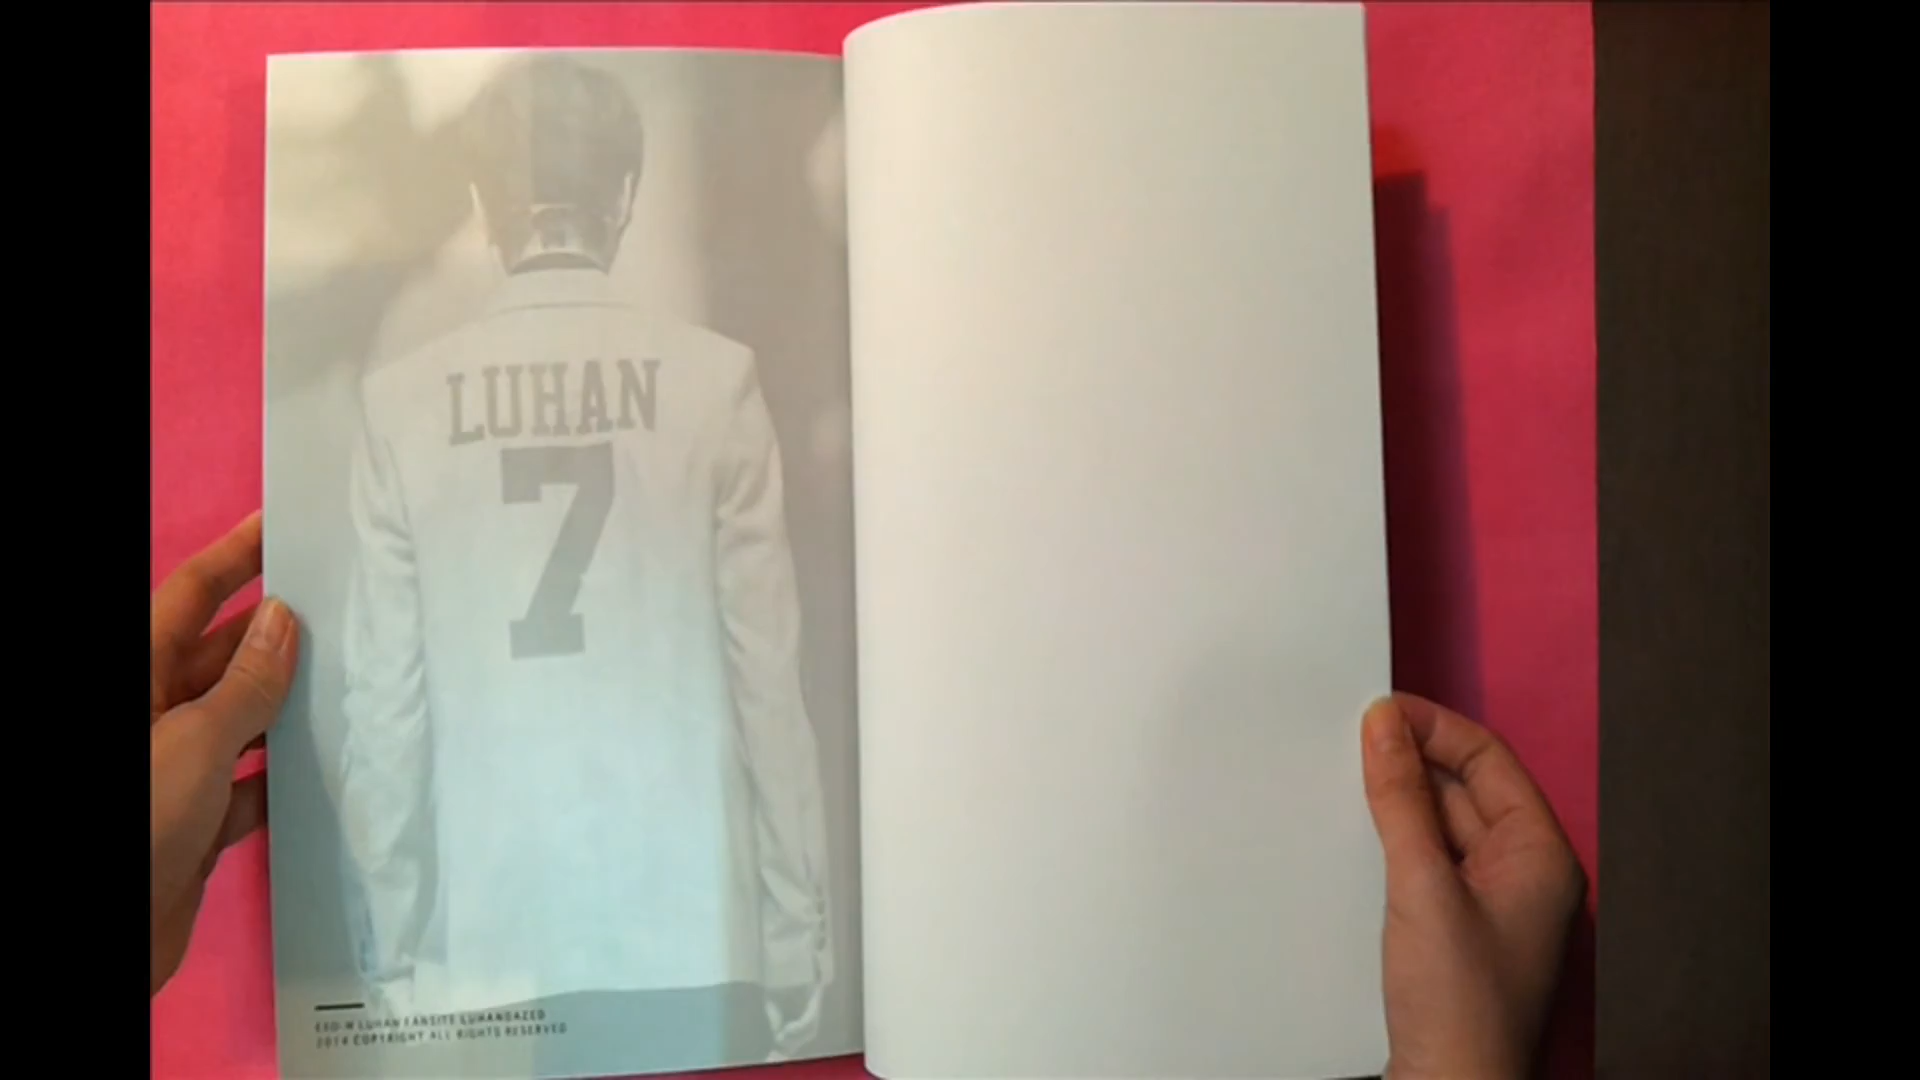 LUHAN
7
EXO-M LUHAN FANSITE LUHANDAZED
2014 COPYRIGHT ALL RIGHTS RESERVED